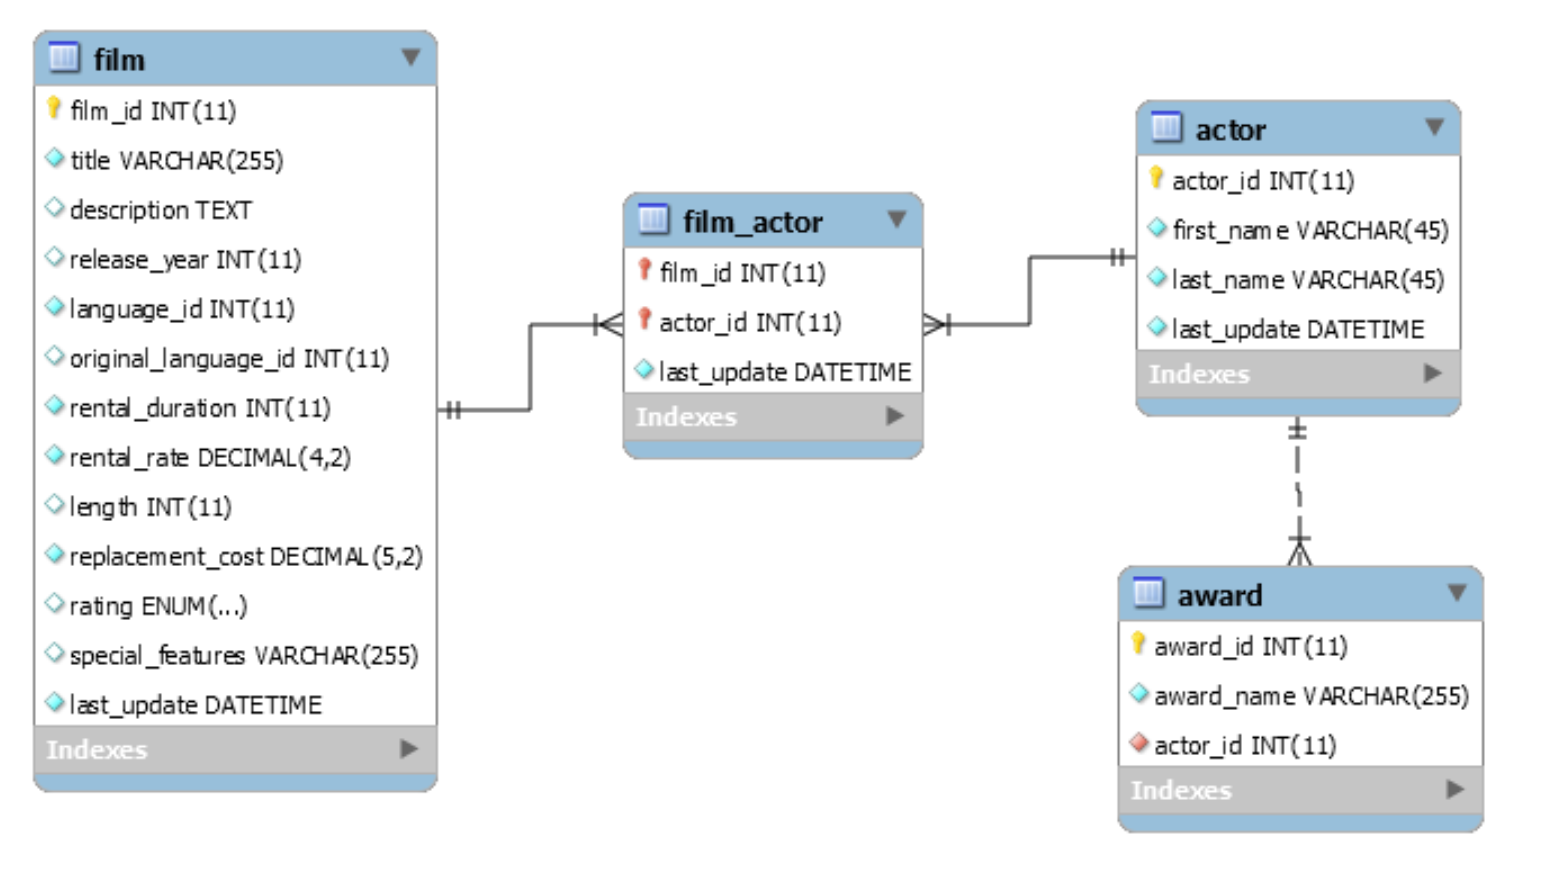 film
film_id INT(11)
title VARCHAR(255)
description TEXT
release_year INT(11)
language_id INT(11)
original_language_id INT(11)
rental_duration INT(11)
rental_rate DECIMAL(4,2)
length INT(11)
replacement_cost DECIMAL(5,2)
rating ENUM(...)
special_features VARCHAR(255)
last_update DATETIME
Indexes
film_actor
film_id INT(11)
actor_id INT(11)
last_update DATETIME
Indexes
actor
actor_id INT(11)
first_name VARCHAR(45)
last_name VARCHAR(45)
last_update DATETIME
Indexes
award
award_id INT(11)
award_name VARCHAR(255)
actor_id INT(11)
Indexes